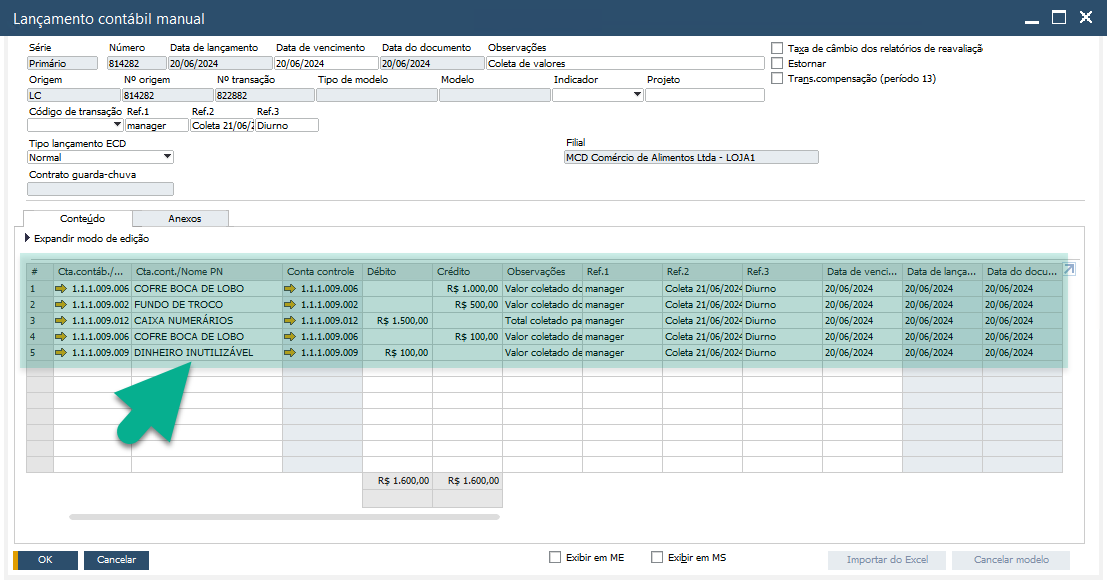 Lançamento contábil manual
Série Número Data de lançamento Data de vencimento Data do documento Observações
Primário 814282 20/06/2024 20/06/2024 20/06/2024 Coleta de valores
Taxa de câmbio dos relatórios de reavaliaçã
Estornar
Trans.compensação (período 13)
Origem Nº origem Nº transação Tipo de modelo Modelo Indicador Projeto
LC 814282 822882
Código de transação Ref.1 Ref.2 Ref.3
manager Coleta 21/06/2 Diurno
Tipo lançamento ECD Filial
Normal MCD Comércio de Alimentos Ltda - LOJA1
Contrato guarda-chuva
Conteúdo Anexos
Expandir modo de edição
# Cta.contáb./... Cta.cont./Nome PN Conta controle Débito Crédito Observações Ref.1 Ref.2 Ref.3 Data de venci... Data de lança... Data do docu...
1 1.1.1.009.006 COFRE BOCA DE LOBO 1.1.1.009.006 R$ 1.000,00 Valor coletado do manager Coleta 21/06/2024 Diurno 20/06/2024 20/06/2024 20/06/2024
2 1.1.1.009.002 FUNDO DE TROCO 1.1.1.009.002 R$ 500,00 Valor coletado do manager Coleta 21/06/2024 Diurno 20/06/2024 20/06/2024 20/06/2024
3 1.1.1.009.012 CAIXA NUMERÁRIOS 1.1.1.009.012 R$ 1.500,00 Total coletado pa manager Coleta 21/06/2024 Diurno 20/06/2024 20/06/2024 20/06/2024
4 1.1.1.009.006 COFRE BOCA DE LOBO 1.1.1.009.006 R$ 100,00 Valor coletado de manager Coleta 21/06/2024 Diurno 20/06/2024 20/06/2024 20/06/2024
5 1.1.1.009.009 DINHEIRO INUTILIZÁVEL 1.1.1.009.009 R$ 100,00 Valor coletado de manager Coleta 21/06/2024 Diurno 20/06/2024 20/06/2024 20/06/2024
R$ 1.600,00 R$ 1.600,00
OK Cancelar Exibir em ME Exibir em MS Importar do Excel Cancelar modelo